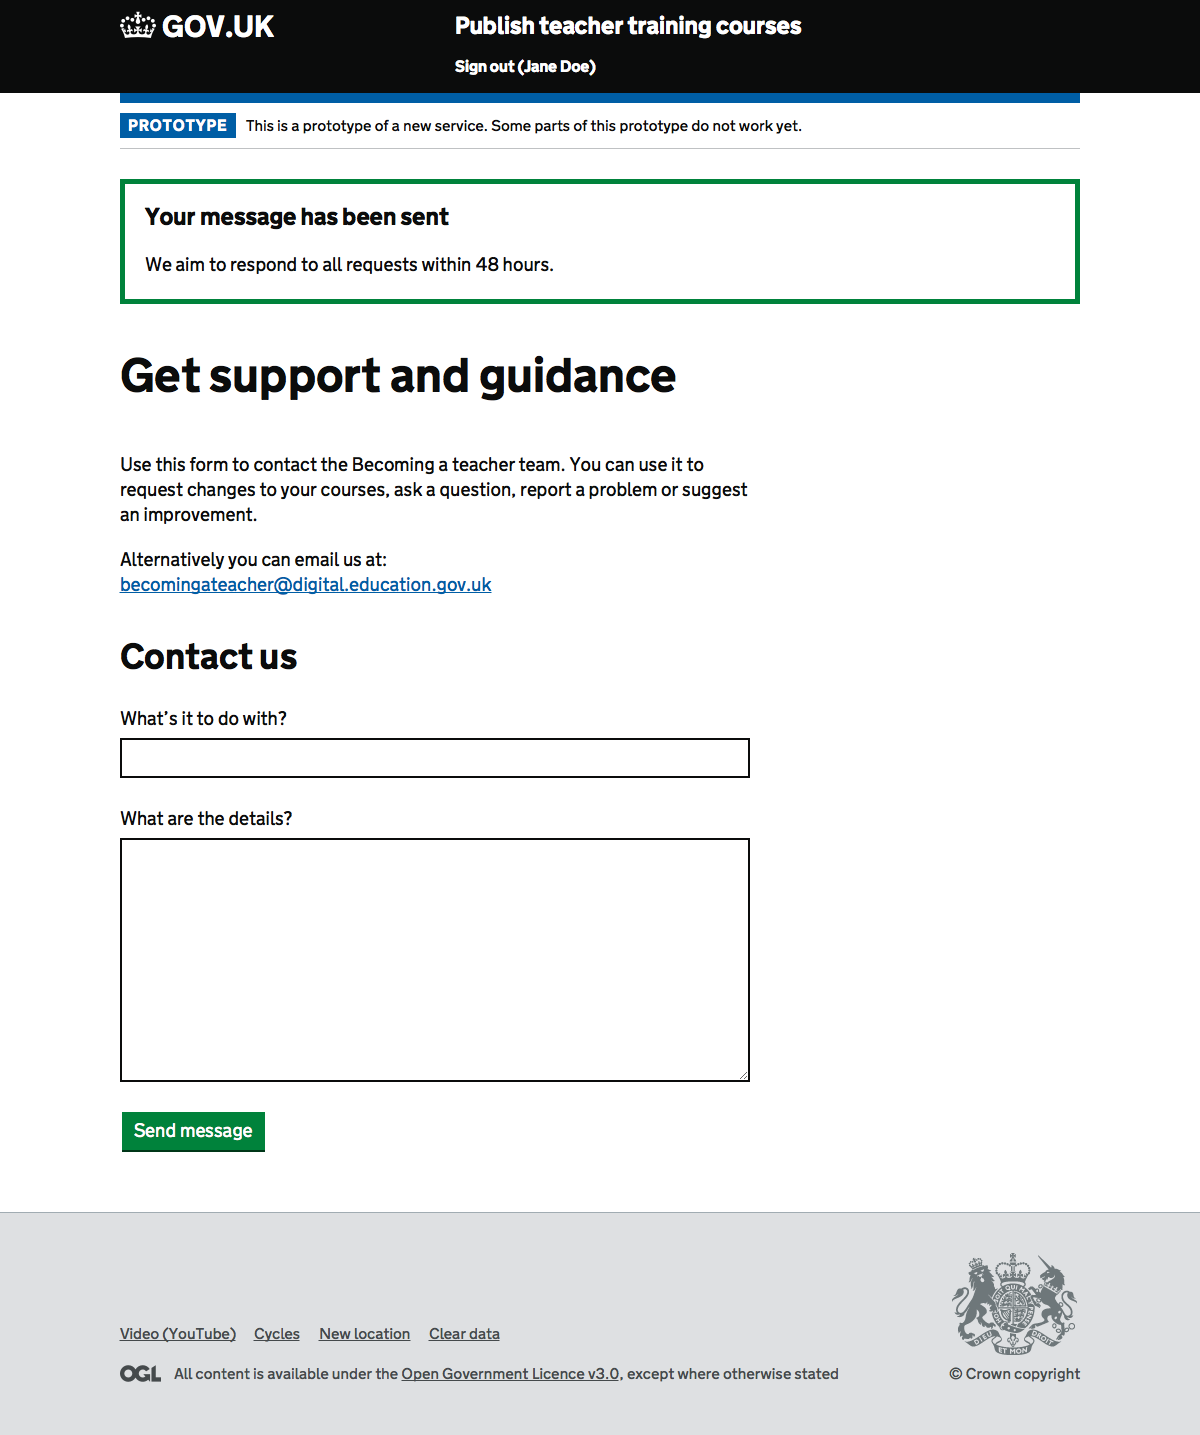 GOV.UK
Publish teacher training courses
Sign out (Jane Doe)
PROTOTYPE This is a prototype of a new service. Some parts of this prototype do not work yet.
Your message has been sent
We aim to respond to all requests within 48 hours.
Get support and guidance
Use this form to contact the Becoming a teacher team. You can use it to
request changes to your courses, ask a question, report a problem or suggest
an improvement.
Alternatively you can email us at:
becomingateacher@digital.education.gov.uk
Contact us
What’s it to do with?
What are the details?
Send message
Video (YouTube) Cycles New location Clear data
DIEU ET MON DROIT
OGL All content is available under the Open Government Licence v3.0, except where otherwise stated
© Crown copyright